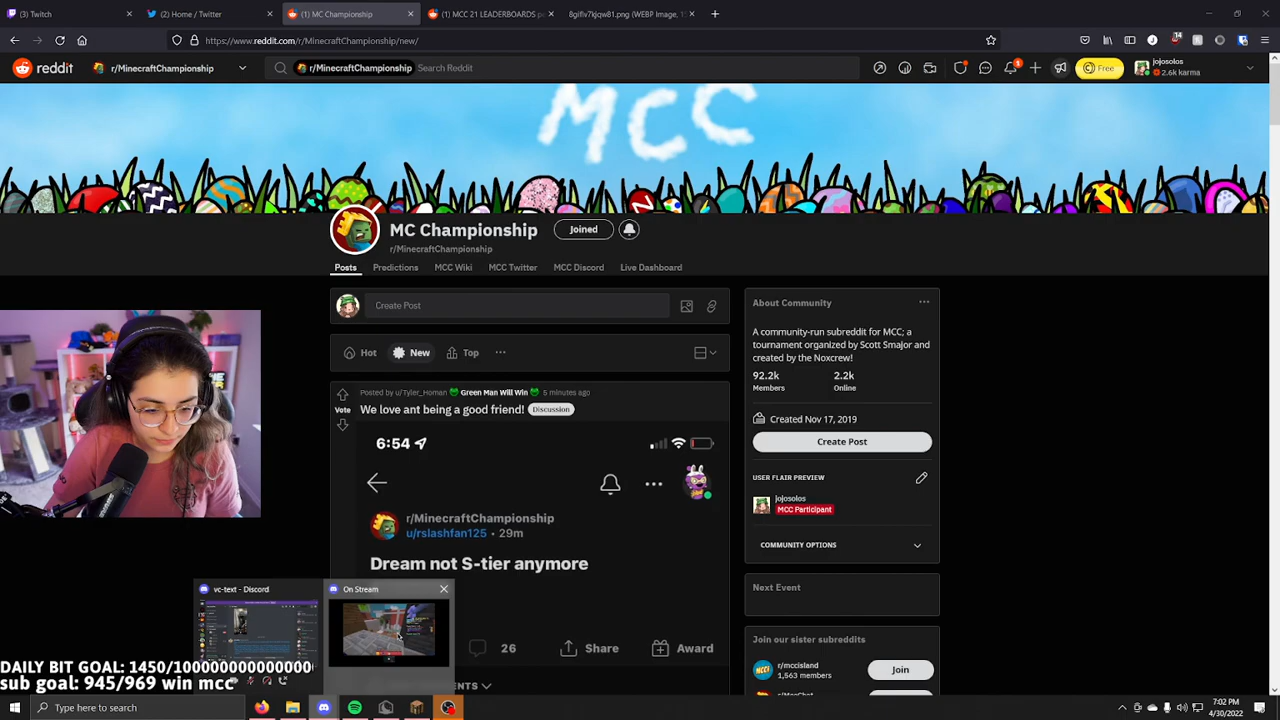 (3) Twitch
(2) Home / Twitter
(1) MC Championship
(1) MCC 21 LEADERBOARDS
8gifiv7kjqw81.png (WEBP Image,
https://www.reddit.com/r/MinecraftChampionship/new/
reddit
r/MinecraftChampionship
r/MinecraftChampionship
Search Reddit
Free
jojosolos
2.6k karma
MCC
MC Championship
Joined
r/MinecraftChampionship
Posts
Predictions
MCC Wiki
MCC Twitter
MCC Discord
Live Dashboard
Create Post
Hot
New
Top
Vote
Posted by u/Tyler_Homan Green Man Will Win 5 minutes ago
We love ant being a good friend! Discussion
6:54
r/MinecraftChampionship
u/rslashfan125 • 29m
Dream not S-tier anymore
26
Share
Award
About Community
A community-run subreddit for MCC; a
tournament organized by Scott Smajor and
created by the Noxcrew!
92.2k
Members
2.2k
Online
Created Nov 17, 2019
Create Post
USER FLAIR PREVIEW
jojosolos
MCC Participant
COMMUNITY OPTIONS
Next Event
Join our sister subreddits
r/mccisland
1,563 members
Join
vc-text - Discord
On Stream
DAILY BIT GOAL: 1450/
sub goal: 945/969 win mcc
Type here to search
7:02 PM
4/30/2022